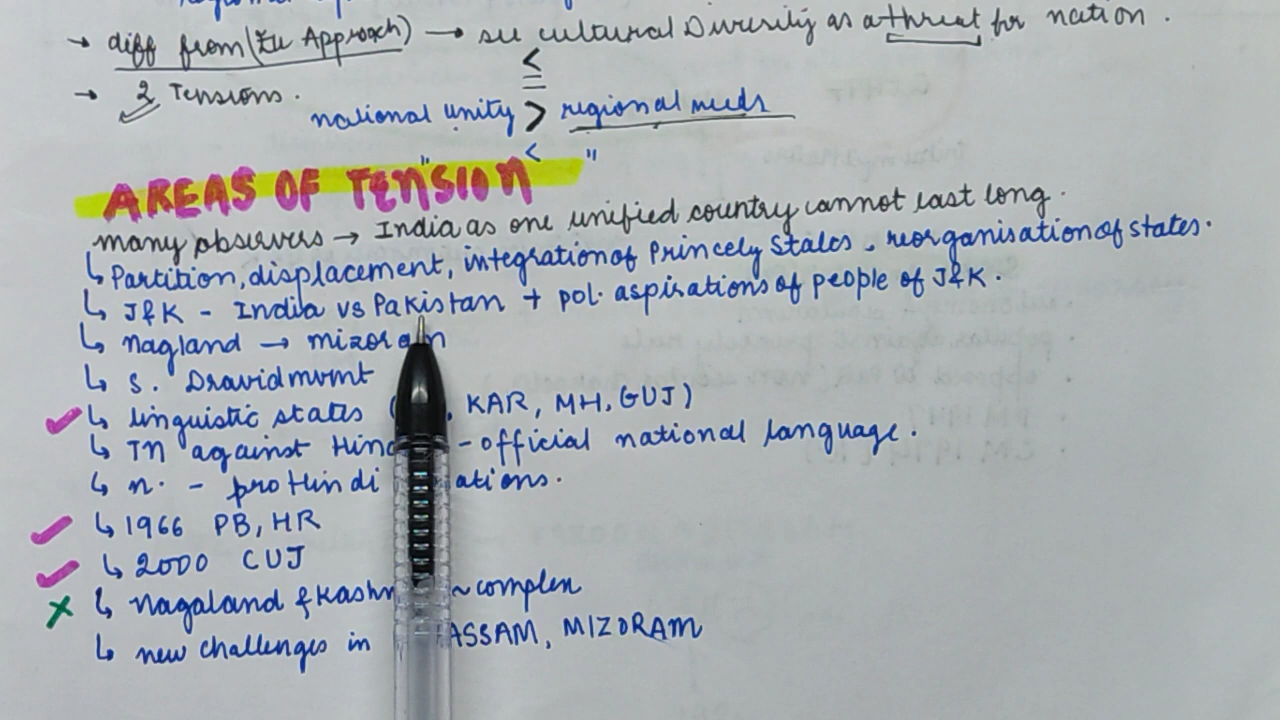 → diff from (EU Approach) → see cultural Diversity as a threat for nation.
→ 2 Tensions.
<
=
national unity > regional needs
" < "
AREAS OF TENSION
many observers → India as one unified country cannot last long.
↳ Partition, displacement, integration of Princely States, reorganisation of states.
↳ J&K - India vs Pakistan + pol. aspirations of people of J&K.
↳ nagland → mizoram
↳ S. Dravid mvmt
↳ linguistic states ( , KAR, MH, GUJ)
↳ TN against - official national language.
↳ n. - pro Hindi
↳ 1966 PB, HR
↳ 2000 CUJ
↳ nagaland & ~ complex
↳ new challenges in ASSAM, MIZORAM